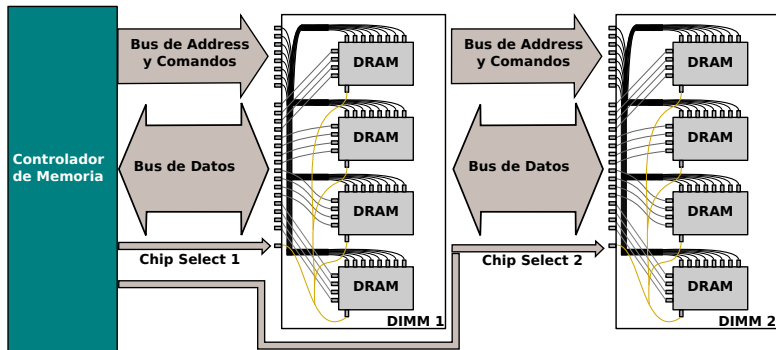 Controlador
de Memoria
Bus de Address
y Comandos
Bus de Datos
Chip Select 1
DRAM
DRAM
DRAM
DRAM
DIMM 1
Bus de Address
y Comandos
Bus de Datos
Chip Select 2
DRAM
DRAM
DRAM
DRAM
DIMM 2